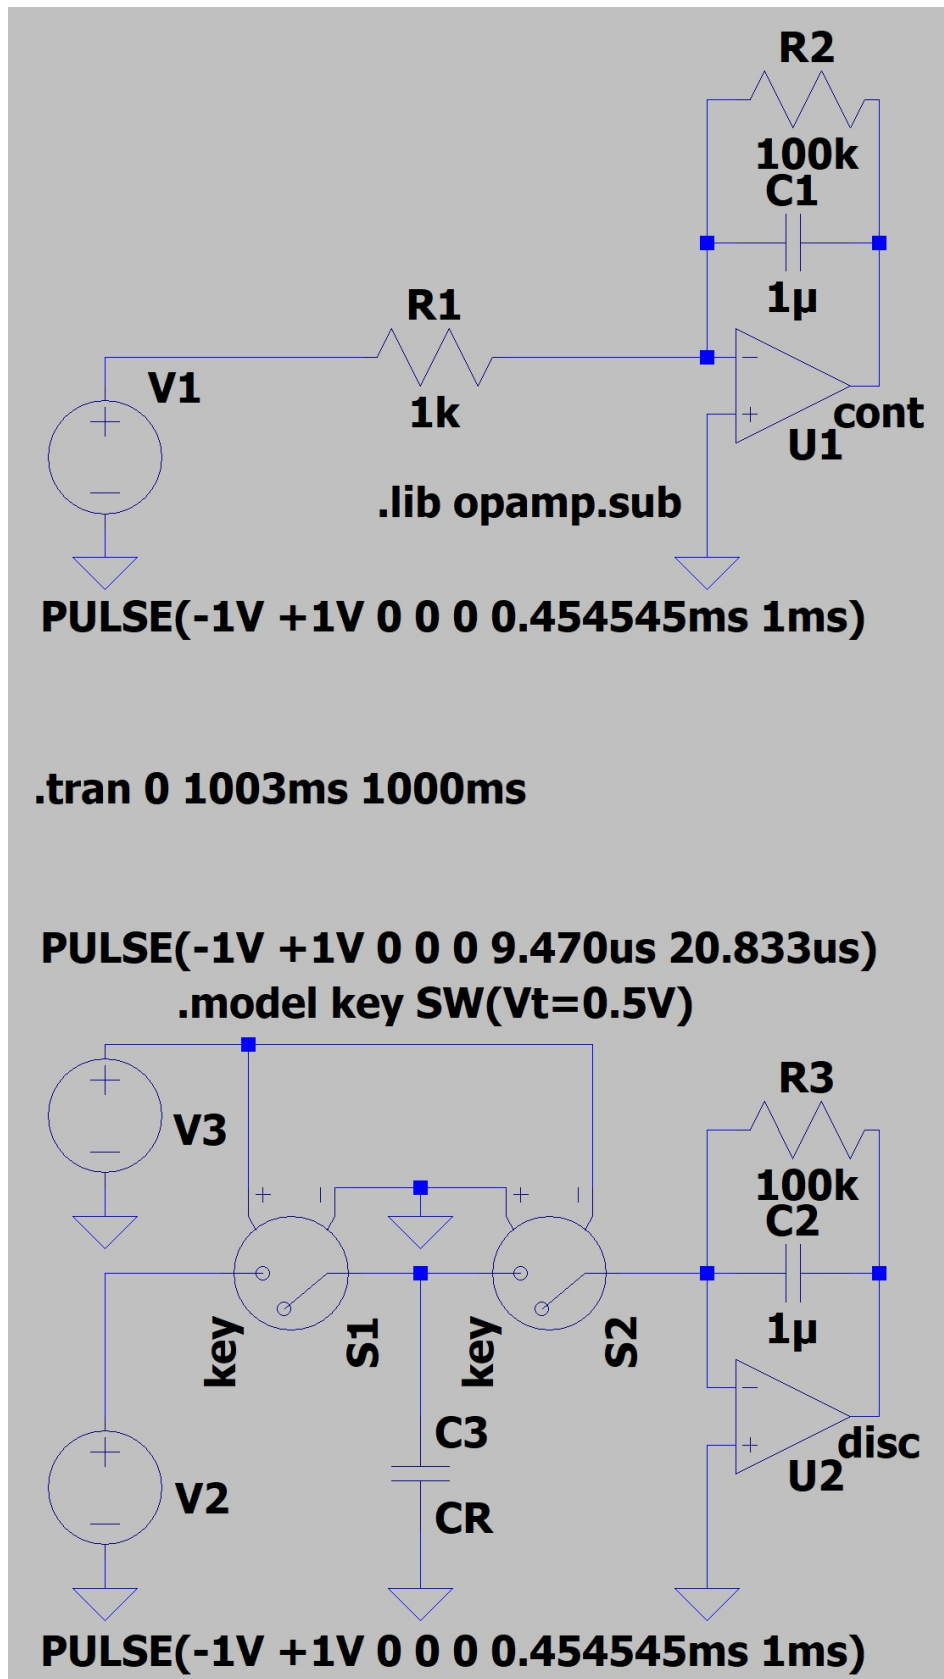 R2
100k
C1
1µ
R1
1k
V1
+
−
−
+
cont
U1
.lib opamp.sub
PULSE(-1V +1V 0 0 0 0.454545ms 1ms)
.tran 0 1003ms 1000ms
PULSE(-1V +1V 0 0 0 9.470us 20.833us)
.model key SW(Vt=0.5V)
+
−
V3
R3
100k
C2
1µ
+
−
+
−
key
S1
key
S2
−
+
disc
U2
C3
CR
+
−
V2
PULSE(-1V +1V 0 0 0 0.454545ms 1ms)